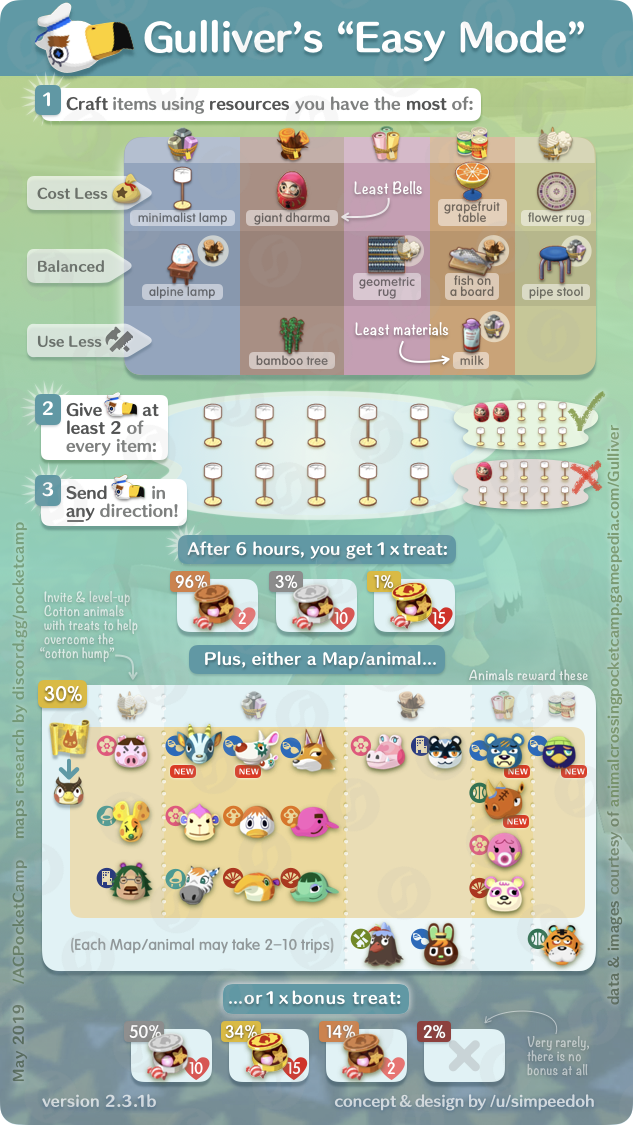 Gulliver's "Easy Mode"
1
Craft items using resources you have the most of:
Cost Less
minimalist lamp
giant dharma
Least Bells
grapefruit
table
flower rug
Balanced
alpine lamp
geometric
rug
fish on
a board
pipe stool
Use Less
bamboo tree
Least materials
milk
2
Give at
least 2 of
every item:
3
Send in
any direction!
After 6 hours, you get 1 x treat:
96%
2
3%
10
1%
15
Invite & level-up
Cotton animals
with treats to help
overcome the
"cotton hump"
Plus, either a Map/animal...
Animals reward these
30%
NEW
NEW
NEW
NEW
NEW
(Each Map/animal may take 2–10 trips)
...or 1 x bonus treat:
50%
10
34%
15
14%
2
2%
Very rarely,
there is no
bonus at all
version 2.3.1b
concept & design by /u/simpeedoh
May 2019 /ACPocketCamp maps research by discord.gg/pocketcamp
data & images courtesy of animalcrossingpocketcamp.gamepedia.com/Gulliver